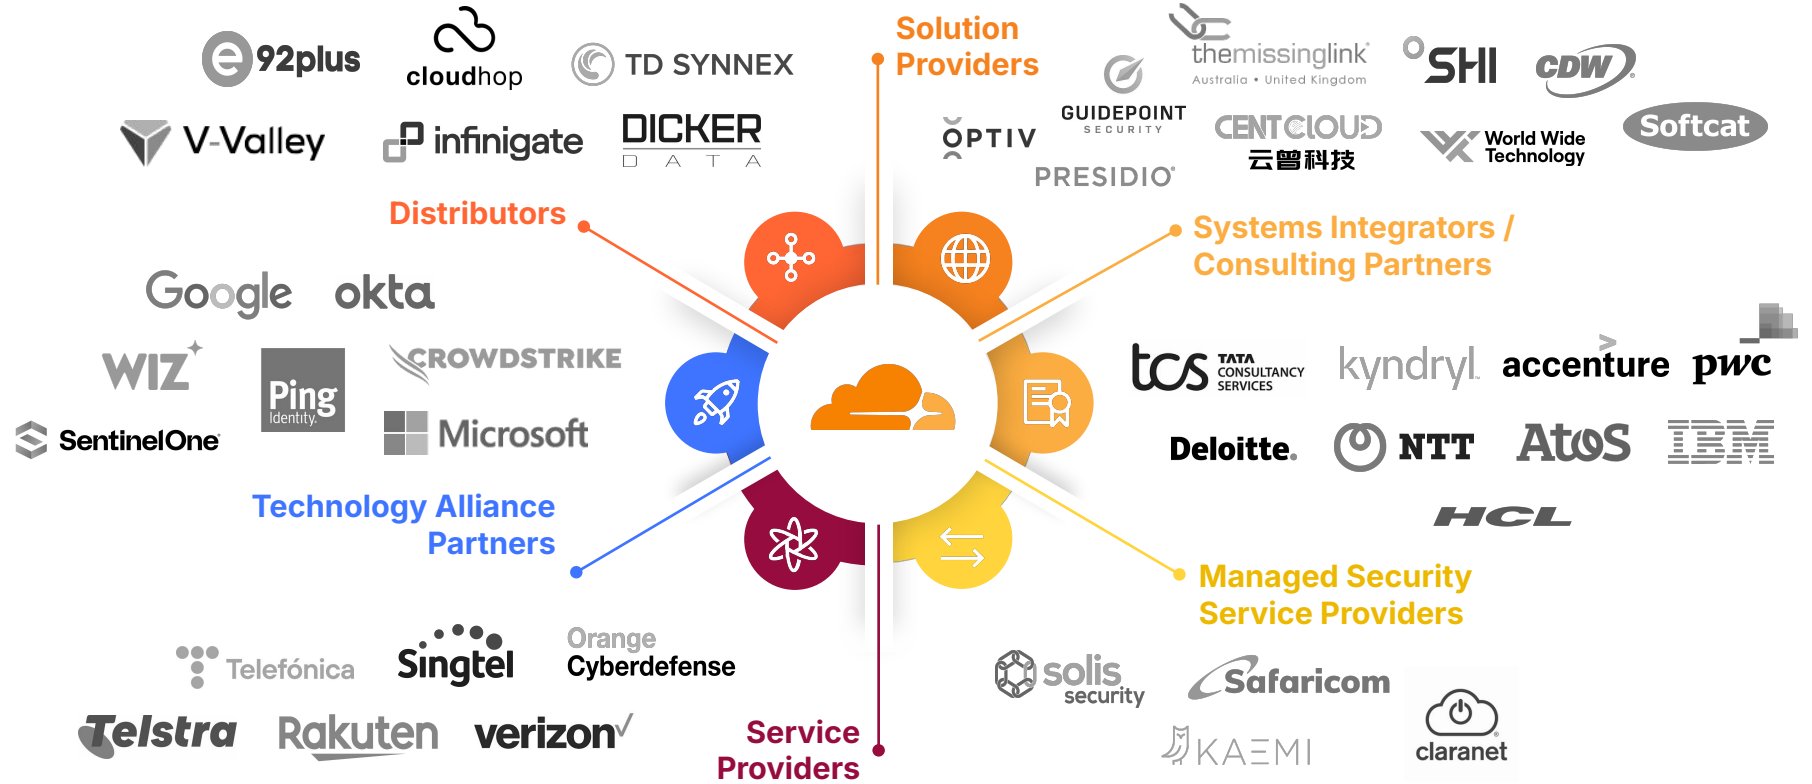 e 92plus
cloudhop
TD SYNNEX
V-Valley
infinigate
DICKER
DATA
Distributors
Solution
Providers
themissinglink
Australia • United Kingdom
SHI
CDW
GUIDEPOINT
SECURITY
OPTIV
CENTCLOUD
云曾科技
World Wide
Technology
Softcat
PRESIDIO
Systems Integrators /
Consulting Partners
Google
okta
WIZ
Ping
Identity.
CROWDSTRIKE
SentinelOne
Microsoft
Technology Alliance
Partners
tcs
TATA
CONSULTANCY
SERVICES
kyndryl
accenture
pwc
Deloitte.
NTT
Atos
IBM
HCL
Managed Security
Service Providers
Telefónica
Singtel
Orange
Cyberdefense
Telstra
Rakuten
verizon
Service
Providers
solis
security
Safaricom
KAEMI
claranet